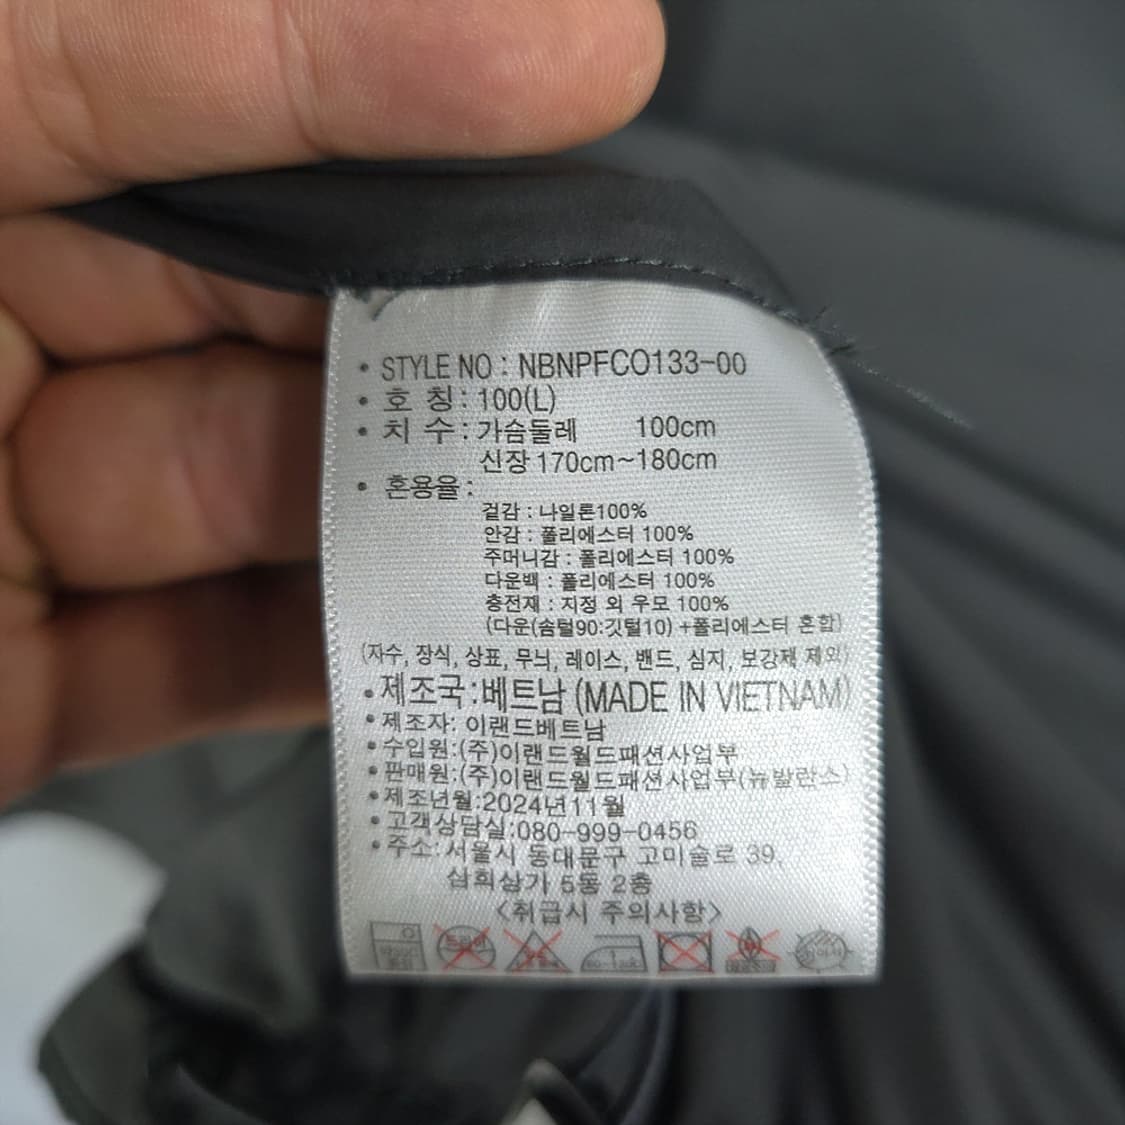 • STYLE NO : NBNPFCO133-00
• 호 칭 : 100(L)
• 치 수 : 가슴둘레 100cm
신장 170cm~180cm
• 혼용율 :
겉감 : 나일론100%
안감 : 폴리에스터 100%
주머니감 : 폴리에스터 100%
다운백 : 폴리에스터 100%
충전재 : 지정 외 우모 100%
(다운(솜털90:깃털10) +폴리에스터 혼합)
(자수, 장식, 상표, 무늬, 레이스, 밴드, 심지, 보강제 제외)
• 제조국 : 베트남 (MADE IN VIETNAM)
• 제조자: 이랜드베트남
• 수입원:(주)이랜드월드패션사업부
• 판매원:(주)이랜드월드패션사업부(뉴발란스)
• 제조년월:2024년11월
• 고객상담실:080-999-0456
• 주소:서울시 동대문구 고미술로 39.
삼희상가 5동 2층
<취급시 주의사항>